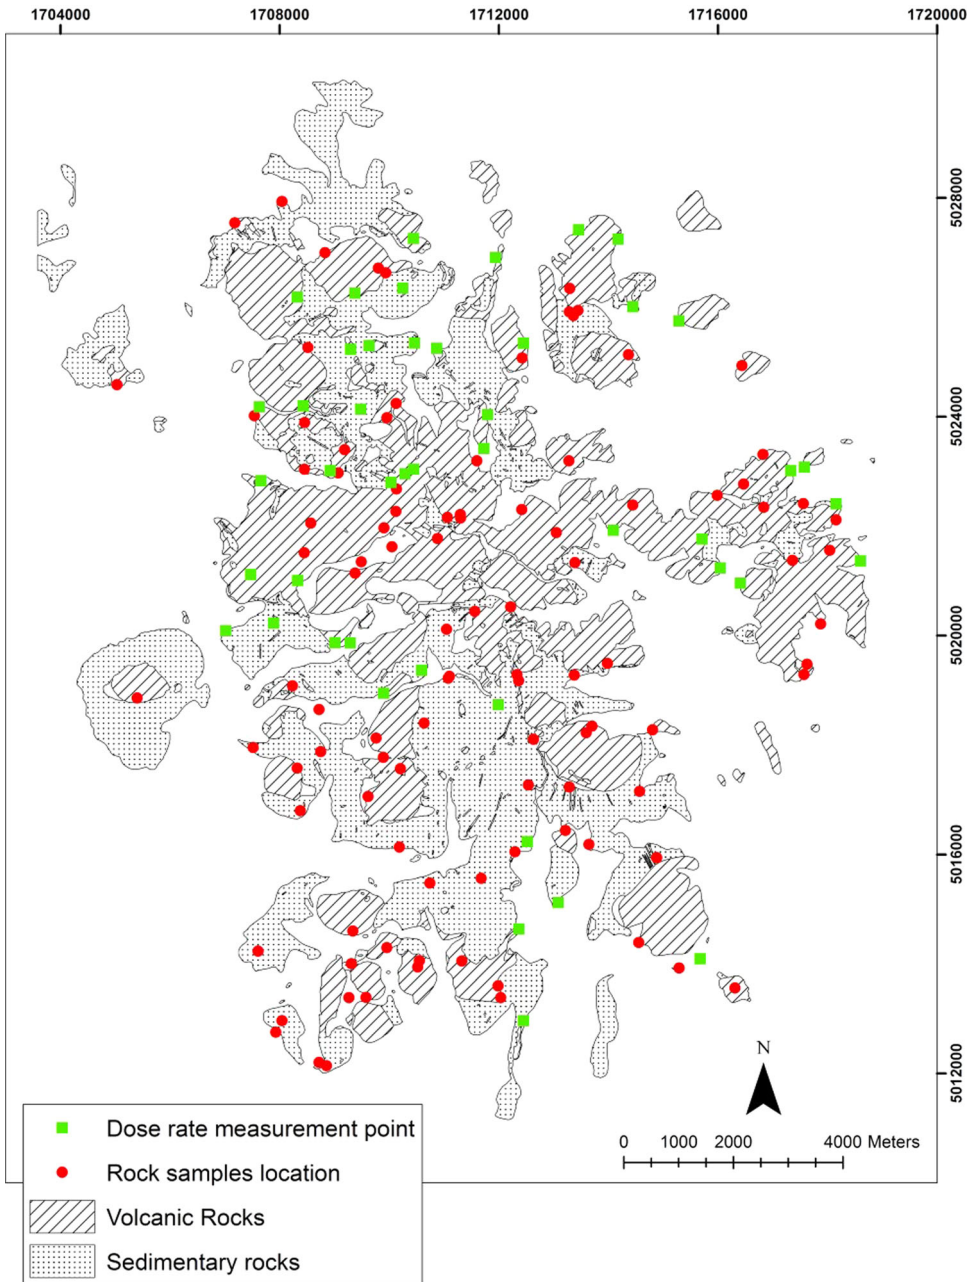 1704000 1708000 1712000 1716000 1720000
5028000
5024000
5020000
5016000
5012000
N
0 1000 2000 4000 Meters
Dose rate measurement point
Rock samples location
Volcanic Rocks
Sedimentary rocks